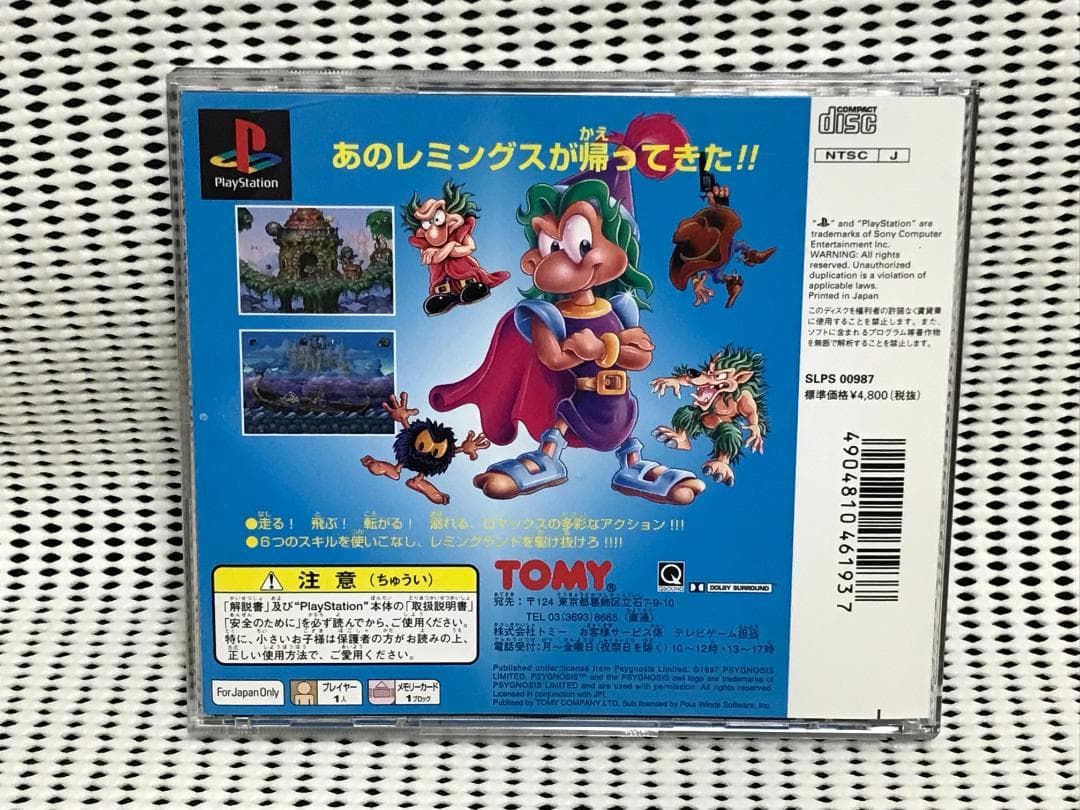 PlayStation
あのレミングスが帰ってきた!!
かえ
●走る! 飛ぶ! 転がる! 溺れる、ロマックスの多彩なアクション!!!
●6つのスキルを使いこなし、レミングランドを駆け抜けろ!!!!
注意(ちゅうい)
「解説書」及び"PlayStation"本体の「取扱説明書」
「安全のために」を必ず読んでから、ご使用ください。
特に、小さいお子様は保護者の方がお読みの上、
正しい使用方法で、ご愛用ください。
For Japan Only
プレイヤー
1人
メモリーカード
1ブロック
TOMY®
Q
QSOUND
DOLBY SURROUND
宛先:〒124 東京都葛飾区立石7-9-10
TEL 03(3693)8665 (直通)
株式会社トミー お客様サービス係 テレビゲーム担当
電話受付:月〜金曜日(祝祭日を除く)10〜12時・13〜17時
Published under license from Psygnosis Limited. ©1997 PSYGNOSIS
LIMITED. PSYGNOSIS™ and the PSYGNOSIS owl logo are trademarks of
PSYGNOSIS LIMITED and are used with permission. All rights reserved.
Licensed in conjunction with JPI.
Publised by TOMY COMPANY,LTD. Sub licensed by Four Winds Software, Inc
COMPACT
disc
NTSC J
" " and "PlayStation" are
trademarks of Sony Computer
Entertainment Inc.
WARNING: All rights
reserved. Unauthorized
duplication is a violation of
applicable laws.
Printed in Japan
このディスクを権利者の許諾なく賃貸業
に使用することを禁止します。また、
ソフトに含まれるプログラム等著作物
を無断で解析することを禁止します。
SLPS 00987
標準価格¥4,800(税抜)
4904810461937